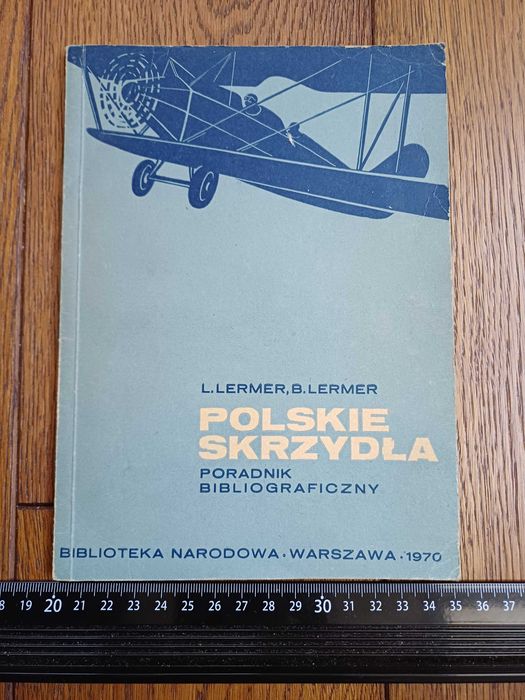 L.LERMER, B.LERMER
POLSKIE
SKRZYDŁA
PORADNIK
BIBLIOGRAFICZNY
BIBLIOTEKA NARODOWA · WARSZAWA · 1970
8 19 20 21 22 23 24 25 26 27 28 29 30 31 32 33 34 35 36 37